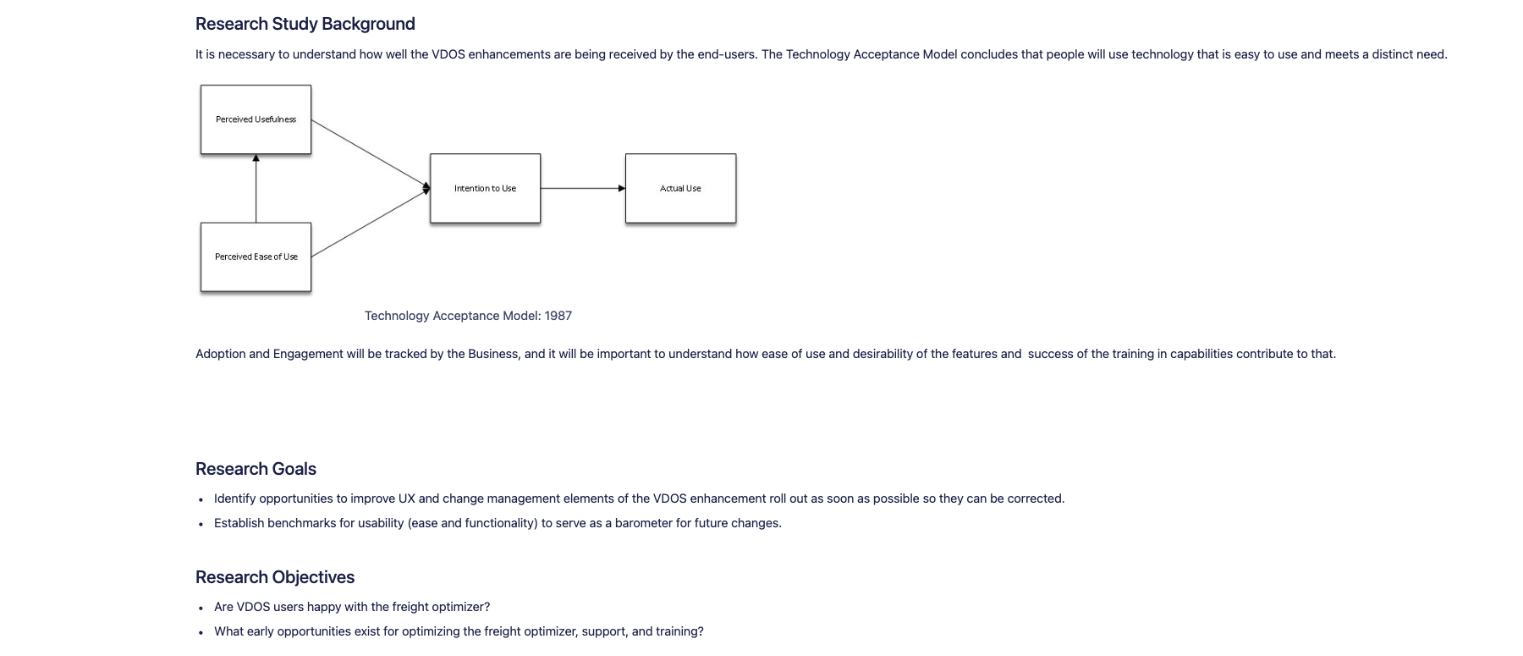 Research Study Background
It is necessary to understand how well the VDOS enhancements are being received by the end-users. The Technology Acceptance Model concludes that people will use technology that is easy to use and meets a distinct need.
Perceived Usefulness
Intention to Use
Actual Use
Perceived Ease of Use
Technology Acceptance Model: 1987
Adoption and Engagement will be tracked by the Business, and it will be important to understand how ease of use and desirability of the features and  success of the training in capabilities contribute to that.
Research Goals
• Identify opportunities to improve UX and change management elements of the VDOS enhancement roll out as soon as possible so they can be corrected.
• Establish benchmarks for usability (ease and functionality) to serve as a barometer for future changes.
Research Objectives
• Are VDOS users happy with the freight optimizer?
• What early opportunities exist for optimizing the freight optimizer, support, and training?